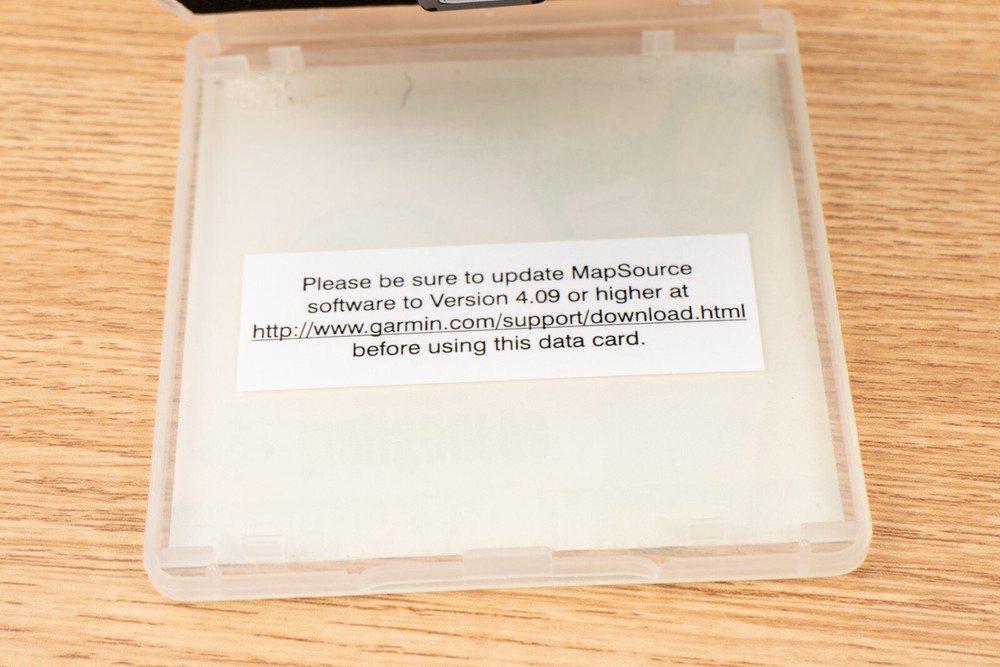 Please be sure to update MapSource
software to Version 4.09 or higher at
http://www.garmin.com/support/download.html
before using this data card.